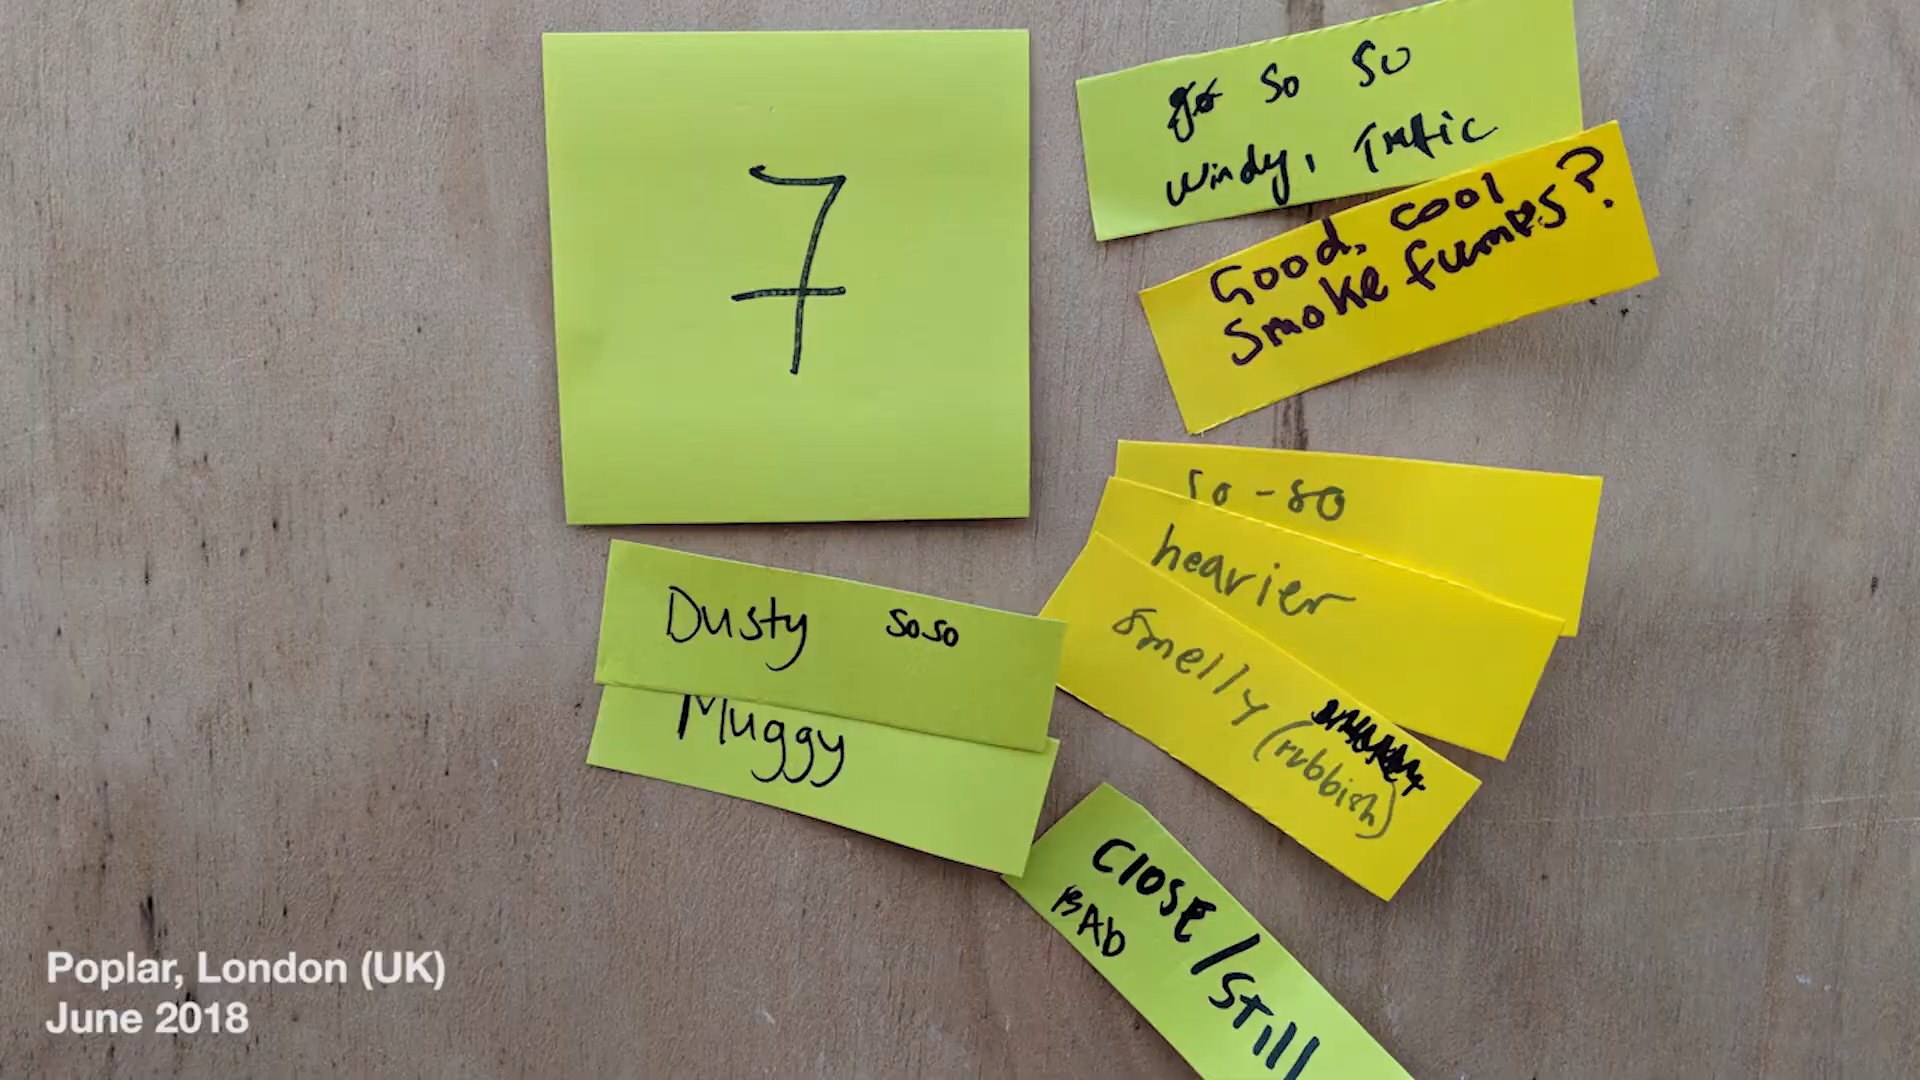 7
so so
windy, Trafic
Good, cool
Smoke fumes?
so-so
heavier
smelly (rubbish)
Dusty soso
Muggy
Close/Still
BAD
Poplar, London (UK)
June 2018